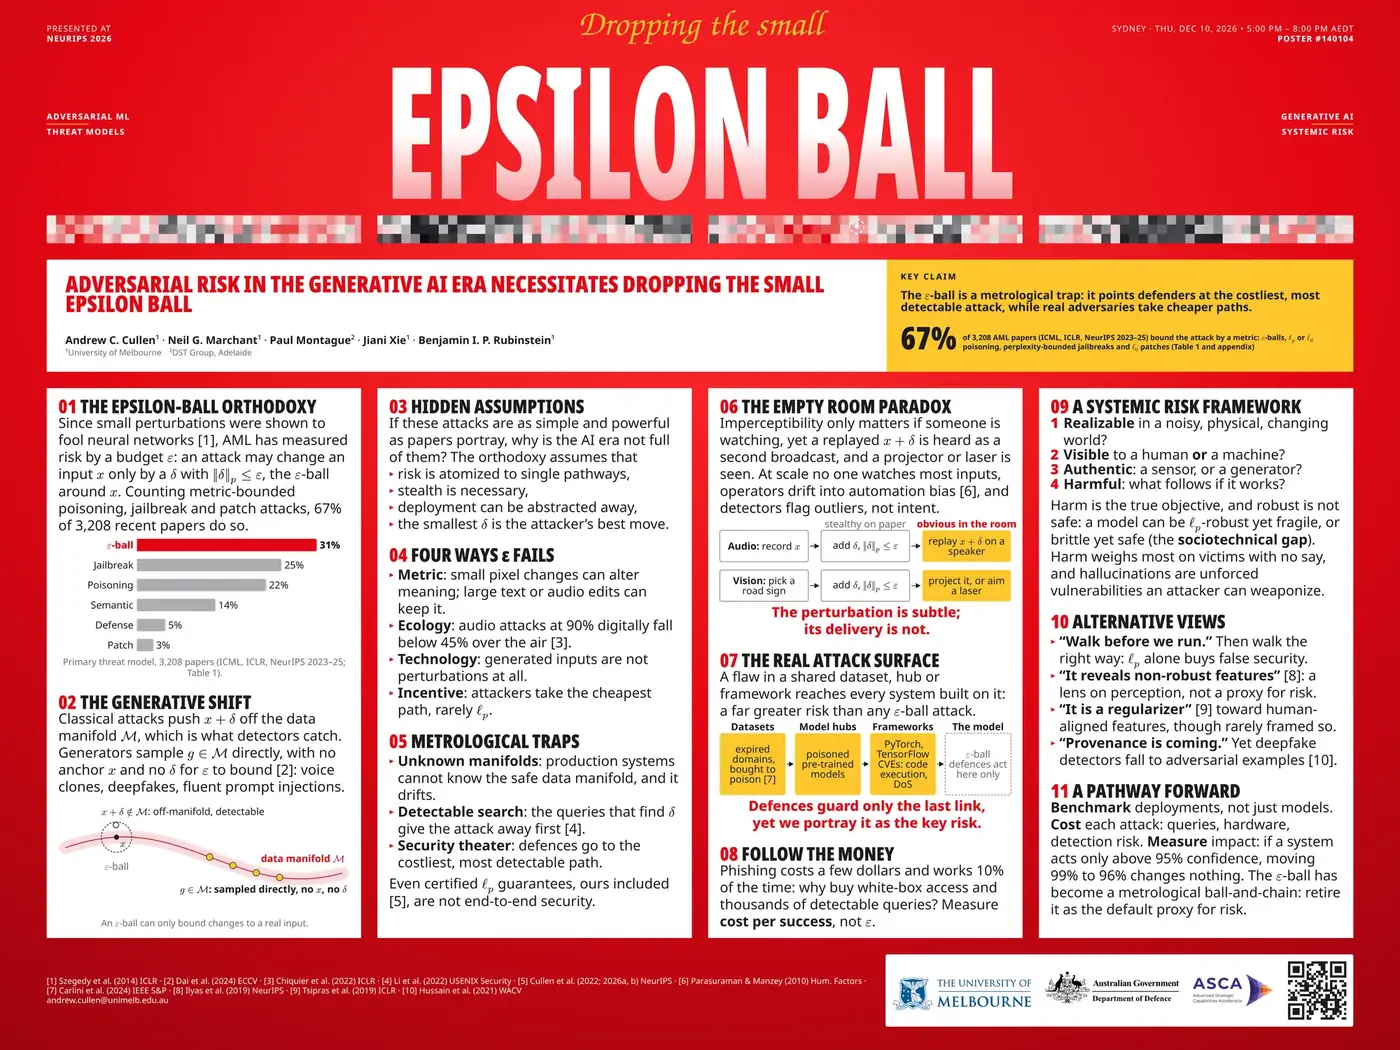 PRESENTED AT
NEURIPS 2026
Dropping the small
SYDNEY · THU, DEC 10, 2026 • 5:00 PM – 8:00 PM AEDT
POSTER #140104
ADVERSARIAL ML
THREAT MODELS
EPSILON BALL
GENERATIVE AI
SYSTEMIC RISK
ADVERSARIAL RISK IN THE GENERATIVE AI ERA NECESSITATES DROPPING THE SMALL
EPSILON BALL
Andrew C. Cullen¹ · Neil G. Marchant¹ · Paul Montague² · Jiani Xie¹ · Benjamin I. P. Rubinstein¹
¹University of Melbourne ²DST Group, Adelaide
KEY CLAIM
The ε-ball is a metrological trap: it points defenders at the costliest, most
detectable attack, while real adversaries take cheaper paths.
67%
of 3,208 AML papers (ICML, ICLR, NeurIPS 2023–25) bound the attack by a metric: ε-balls, ℓp or ℓ0
poisoning, perplexity-bounded jailbreaks and ℓ0 patches (Table 1 and appendix)
01 THE EPSILON-BALL ORTHODOXY
Since small perturbations were shown to
fool neural networks [1], AML has measured
risk by a budget ε: an attack may change an
input x only by a δ with ‖δ‖p ≤ ε, the ε-ball
around x. Counting metric-bounded
poisoning, jailbreak and patch attacks, 67%
of 3,208 recent papers do so.
ε-ball 31%
Jailbreak 25%
Poisoning 22%
Semantic 14%
Defense 5%
Patch 3%
Primary threat model, 3,208 papers (ICML, ICLR, NeurIPS 2023–25;
Table 1).
02 THE GENERATIVE SHIFT
Classical attacks push x + δ off the data
manifold ℳ, which is what detectors catch.
Generators sample g ∈ ℳ directly, with no
anchor x and no δ for ε to bound [2]: voice
clones, deepfakes, fluent prompt injections.
x + δ ∉ ℳ: off-manifold, detectable
x
ε-ball
data manifold ℳ
g ∈ ℳ: sampled directly, no x, no δ
An ε-ball can only bound changes to a real input.
03 HIDDEN ASSUMPTIONS
If these attacks are as simple and powerful
as papers portray, why is the AI era not full
of them? The orthodoxy assumes that
‣ risk is atomized to single pathways,
‣ stealth is necessary,
‣ deployment can be abstracted away,
‣ the smallest δ is the attacker's best move.
04 FOUR WAYS ε FAILS
‣ Metric: small pixel changes can alter
meaning; large text or audio edits can
keep it.
‣ Ecology: audio attacks at 90% digitally fall
below 45% over the air [3].
‣ Technology: generated inputs are not
perturbations at all.
‣ Incentive: attackers take the cheapest
path, rarely ℓp.
05 METROLOGICAL TRAPS
‣ Unknown manifolds: production systems
cannot know the safe data manifold, and it
drifts.
‣ Detectable search: the queries that find δ
give the attack away first [4].
‣ Security theater: defences go to the
costliest, most detectable path.
Even certified ℓp guarantees, ours included
[5], are not end-to-end security.
06 THE EMPTY ROOM PARADOX
Imperceptibility only matters if someone is
watching, yet a replayed x + δ is heard as a
second broadcast, and a projector or laser is
seen. At scale no one watches most inputs,
operators drift into automation bias [6], and
detectors flag outliers, not intent.
stealthy on paper obvious in the room
Audio: record x
add δ, ‖δ‖p ≤ ε
replay x + δ on a
speaker
Vision: pick a
road sign
add δ, ‖δ‖p ≤ ε
project it, or aim
a laser
The perturbation is subtle;
its delivery is not.
07 THE REAL ATTACK SURFACE
A flaw in a shared dataset, hub or
framework reaches every system built on it:
a far greater risk than any ε-ball attack.
Datasets Model hubs Frameworks The model
expired
domains,
bought to
poison [7]
poisoned
pre-trained
models
PyTorch,
TensorFlow
CVEs: code
execution,
DoS
ε-ball
defences act
here only
Defences guard only the last link,
yet we portray it as the key risk.
08 FOLLOW THE MONEY
Phishing costs a few dollars and works 10%
of the time: why buy white-box access and
thousands of detectable queries? Measure
cost per success, not ε.
09 A SYSTEMIC RISK FRAMEWORK
1 Realizable in a noisy, physical, changing
world?
2 Visible to a human or a machine?
3 Authentic: a sensor, or a generator?
4 Harmful: what follows if it works?
Harm is the true objective, and robust is not
safe: a model can be ℓp-robust yet fragile, or
brittle yet safe (the sociotechnical gap).
Harm weighs most on victims with no say,
and hallucinations are unforced
vulnerabilities an attacker can weaponize.
10 ALTERNATIVE VIEWS
‣ “Walk before we run.” Then walk the
right way: ℓp alone buys false security.
‣ “It reveals non-robust features” [8]: a
lens on perception, not a proxy for risk.
‣ “It is a regularizer” [9] toward human-
aligned features, though rarely framed so.
‣ “Provenance is coming.” Yet deepfake
detectors fall to adversarial examples [10].
11 A PATHWAY FORWARD
Benchmark deployments, not just models.
Cost each attack: queries, hardware,
detection risk. Measure impact: if a system
acts only above 95% confidence, moving
99% to 96% changes nothing. The ε-ball has
become a metrological ball-and-chain: retire
it as the default proxy for risk.
[1] Szegedy et al. (2014) ICLR · [2] Dai et al. (2024) ECCV · [3] Chiquier et al. (2022) ICLR · [4] Li et al. (2022) USENIX Security · [5] Cullen et al. (2022; 2026a, b) NeurIPS · [6] Parasuraman & Manzey (2010) Hum. Factors ·
[7] Carlini et al. (2024) IEEE S&P · [8] Ilyas et al. (2019) NeurIPS · [9] Tsipras et al. (2019) ICLR · [10] Hussain et al. (2021) WACV
andrew.cullen@unimelb.edu.au
THE UNIVERSITY OF
MELBOURNE
Australian Government
Department of Defence
ASCA
Advanced Strategic
Capabilities Accelerator